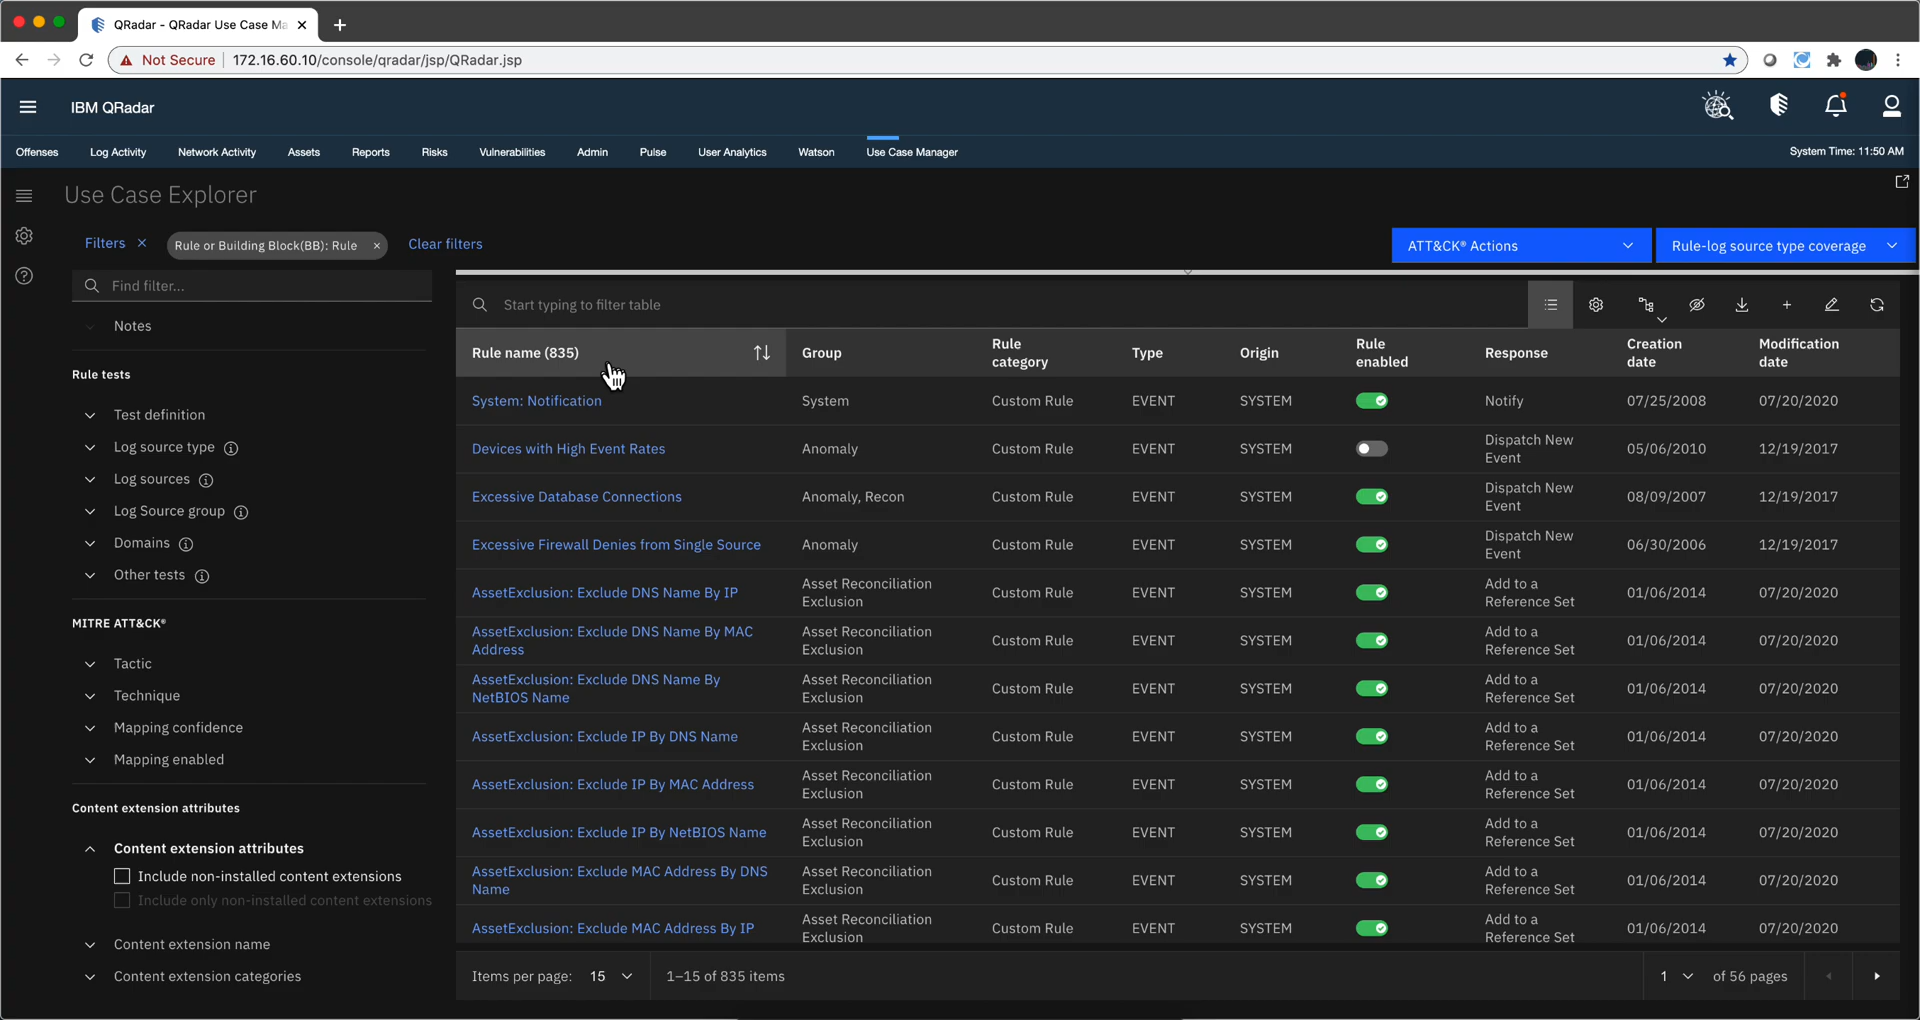 QRadar - QRadar Use Case Ma
Not Secure 172.16.60.10/console/qradar/jsp/QRadar.jsp
IBM QRadar
Offenses Log Activity Network Activity Assets Reports Risks Vulnerabilities Admin Pulse User Analytics Watson Use Case Manager System Time: 11:50 AM
Use Case Explorer
Filters × Rule or Building Block(BB): Rule × Clear filters
ATT&CK® Actions Rule-log source type coverage
Find filter...
Notes
Rule tests
Test definition
Log source type
Log sources
Log Source group
Domains
Other tests
MITRE ATT&CK®
Tactic
Technique
Mapping confidence
Mapping enabled
Content extension attributes
Content extension attributes
Include non-installed content extensions
Include only non-installed content extensions
Content extension name
Content extension categories
Start typing to filter table
Rule name (835) Group Rule category Type Origin Rule enabled Response Creation date Modification date
System: Notification System Custom Rule EVENT SYSTEM Notify 07/25/2008 07/20/2020
Devices with High Event Rates Anomaly Custom Rule EVENT SYSTEM Dispatch New Event 05/06/2010 12/19/2017
Excessive Database Connections Anomaly, Recon Custom Rule EVENT SYSTEM Dispatch New Event 08/09/2007 12/19/2017
Excessive Firewall Denies from Single Source Anomaly Custom Rule EVENT SYSTEM Dispatch New Event 06/30/2006 12/19/2017
AssetExclusion: Exclude DNS Name By IP Asset Reconciliation Exclusion Custom Rule EVENT SYSTEM Add to a Reference Set 01/06/2014 07/20/2020
AssetExclusion: Exclude DNS Name By MAC Address Asset Reconciliation Exclusion Custom Rule EVENT SYSTEM Add to a Reference Set 01/06/2014 07/20/2020
AssetExclusion: Exclude DNS Name By NetBIOS Name Asset Reconciliation Exclusion Custom Rule EVENT SYSTEM Add to a Reference Set 01/06/2014 07/20/2020
AssetExclusion: Exclude IP By DNS Name Asset Reconciliation Exclusion Custom Rule EVENT SYSTEM Add to a Reference Set 01/06/2014 07/20/2020
AssetExclusion: Exclude IP By MAC Address Asset Reconciliation Exclusion Custom Rule EVENT SYSTEM Add to a Reference Set 01/06/2014 07/20/2020
AssetExclusion: Exclude IP By NetBIOS Name Asset Reconciliation Exclusion Custom Rule EVENT SYSTEM Add to a Reference Set 01/06/2014 07/20/2020
AssetExclusion: Exclude MAC Address By DNS Name Asset Reconciliation Exclusion Custom Rule EVENT SYSTEM Add to a Reference Set 01/06/2014 07/20/2020
AssetExclusion: Exclude MAC Address By IP Asset Reconciliation Exclusion Custom Rule EVENT SYSTEM Add to a Reference Set 01/06/2014 07/20/2020
Items per page: 15 1–15 of 835 items 1 of 56 pages